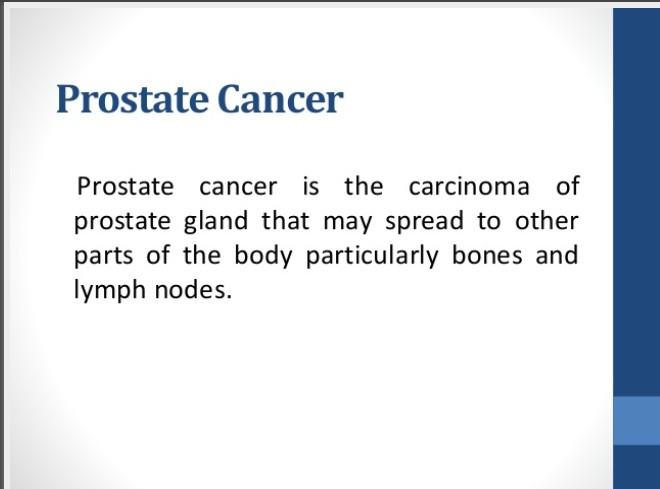 Prostate Cancer
Prostate cancer is the carcinoma of
prostate gland that may spread to other
parts of the body particularly bones and
lymph nodes.